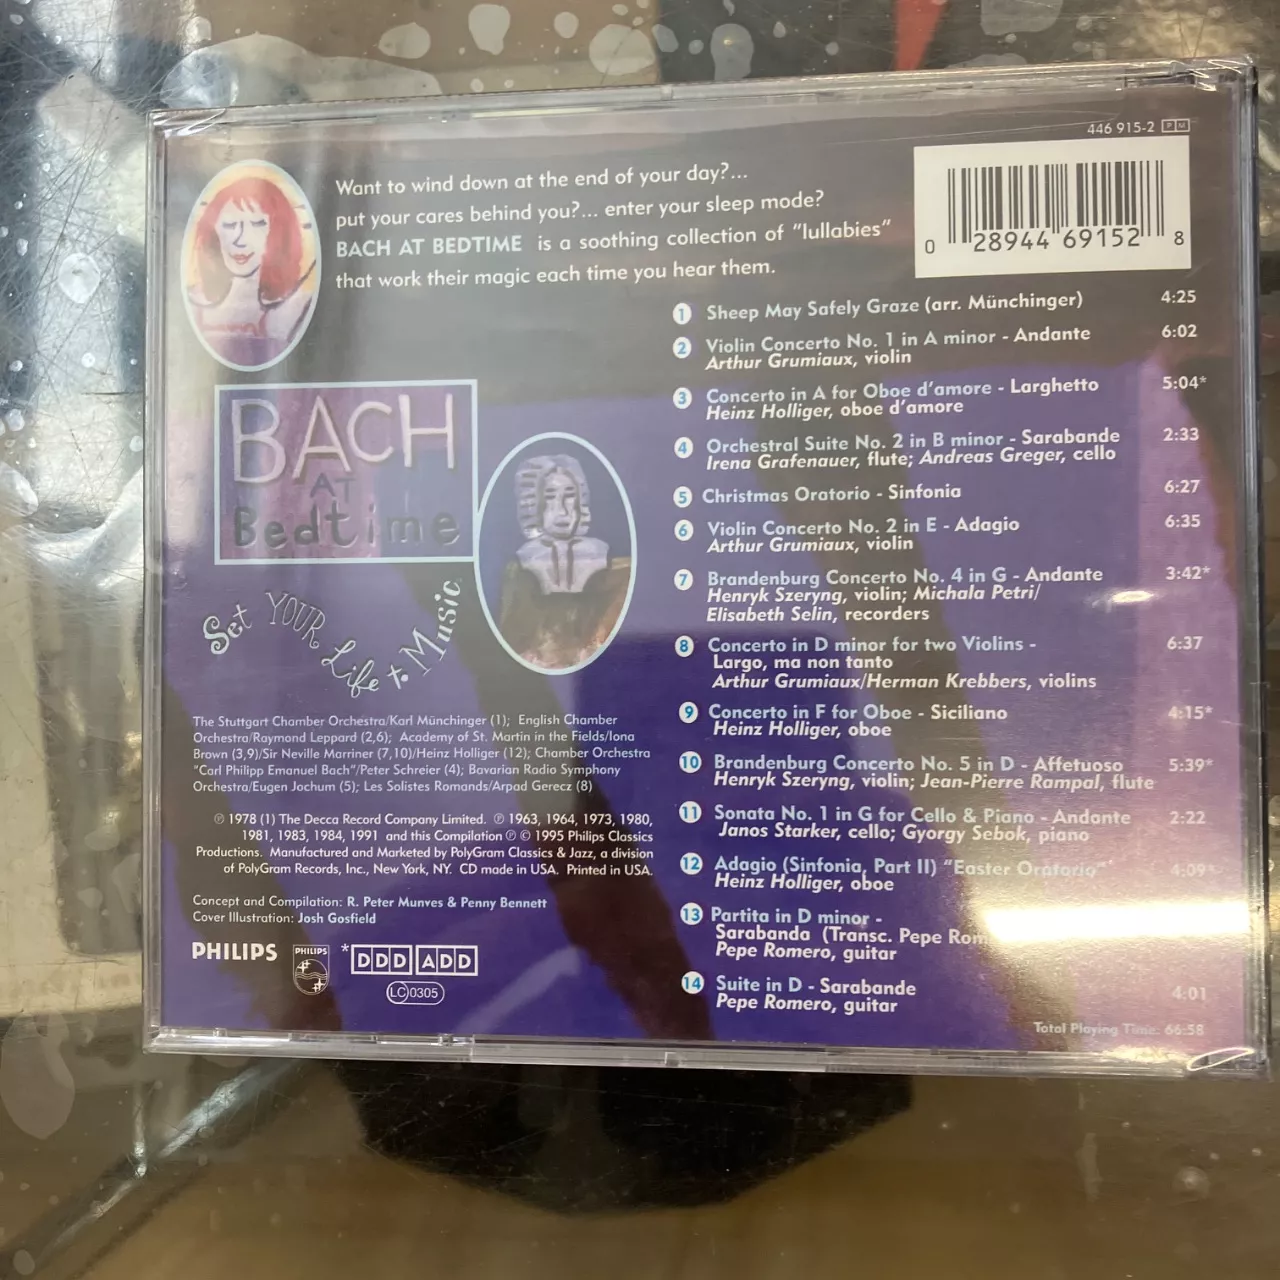 446 915-2 PM
0 28944 69152 8
Want to wind down at the end of your day?...
put your cares behind you?... enter your sleep mode?
BACH AT BEDTIME is a soothing collection of "lullabies"
that work their magic each time you hear them.
BACH
AT
Bedtime
Set YOUR Life to Music
1 Sheep May Safely Graze (arr. Münchinger) 4:25
2 Violin Concerto No. 1 in A minor - Andante 6:02
Arthur Grumiaux, violin
3 Concerto in A for Oboe d'amore - Larghetto 5:04*
Heinz Holliger, oboe d'amore
4 Orchestral Suite No. 2 in B minor - Sarabande 2:33
Irena Grafenauer, flute; Andreas Greger, cello
5 Christmas Oratorio - Sinfonia 6:27
6 Violin Concerto No. 2 in E - Adagio 6:35
Arthur Grumiaux, violin
7 Brandenburg Concerto No. 4 in G - Andante 3:42*
Henryk Szeryng, violin; Michala Petri/
Elisabeth Selin, recorders
8 Concerto in D minor for two Violins - 6:37
Largo, ma non tanto
Arthur Grumiaux/Herman Krebbers, violins
9 Concerto in F for Oboe - Siciliano 4:15*
Heinz Holliger, oboe
10 Brandenburg Concerto No. 5 in D - Affetuoso 5:39*
Henryk Szeryng, violin; Jean-Pierre Rampal, flute
11 Sonata No. 1 in G for Cello & Piano - Andante 2:22
Janos Starker, cello; Gyorgy Sebok, piano
12 Adagio (Sinfonia, Part II) "Easter Oratorio" 4:09*
Heinz Holliger, oboe
13 Partita in D minor -
Sarabanda (Transc. Pepe
Pepe Romero, guitar
14 Suite in D - Sarabande 4:01
Pepe Romero, guitar
Total Playing Time: 66:58
The Stuttgart Chamber Orchestra/Karl Münchinger (1); English Chamber
Orchestra/Raymond Leppard (2,6); Academy of St. Martin in the Fields/Iona
Brown (3,9)/Sir Neville Marriner (7,10)/Heinz Holliger (12); Chamber Orchestra
"Carl Philipp Emanuel Bach"/Peter Schreier (4); Bavarian Radio Symphony
Orchestra/Eugen Jochum (5); Les Solistes Romands/Arpad Gerecz (8)
℗ 1978 (1) The Decca Record Company Limited. ℗ 1963, 1964, 1973, 1980,
1981, 1983, 1984, 1991 and this Compilation ℗ © 1995 Philips Classics
Productions. Manufactured and Marketed by PolyGram Classics & Jazz, a division
of PolyGram Records, Inc., New York, NY. CD made in USA. Printed in USA.
Concept and Compilation: R. Peter Munves & Penny Bennett
Cover Illustration: Josh Gosfield
PHILIPS PHILIPS *DDD ADD
LC 0305